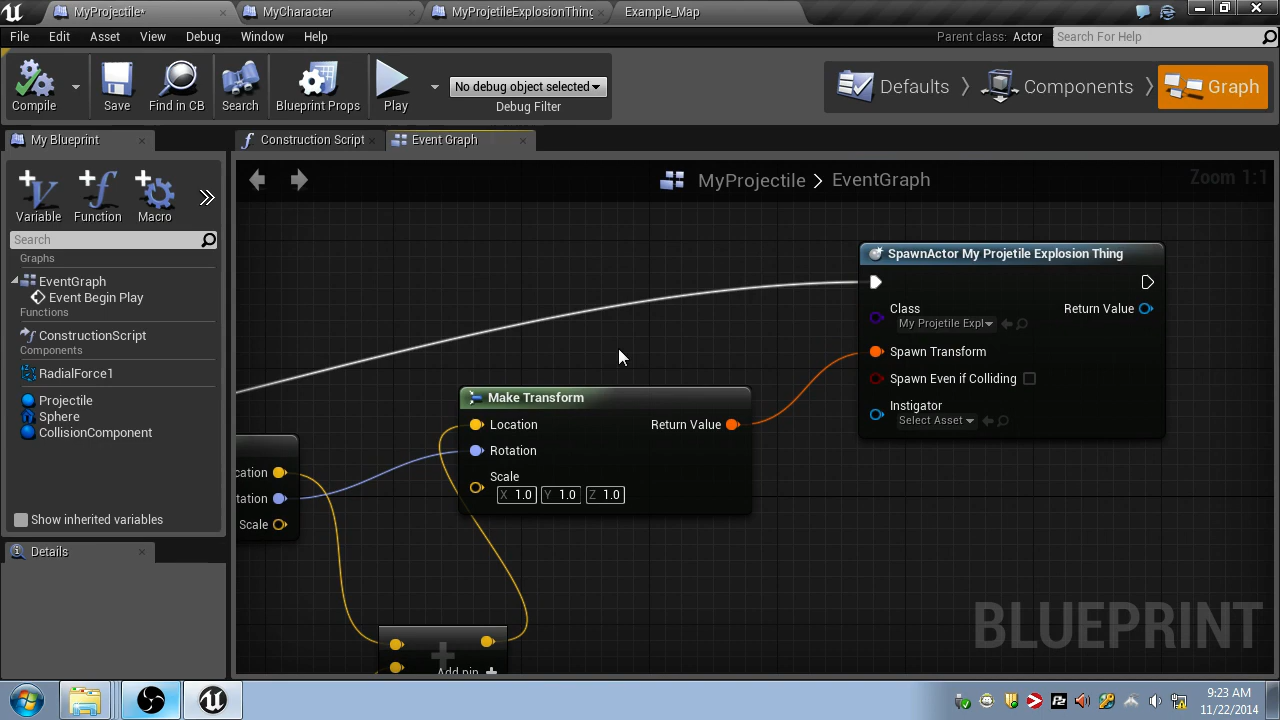 MyProjectile*
MyCharacter
MyProjetileExplosionThing
Example_Map
File Edit Asset View Debug Window Help
Parent class: Actor
Search For Help
Compile
Save
Find in CB
Search
Blueprint Props
Play
No debug object selected
Debug Filter
Defaults
Components
Graph
My Blueprint
Construction Script
Event Graph
Variable
Function
Macro
MyProjectile > EventGraph
Zoom 1:1
Search
Graphs
EventGraph
Event Begin Play
Functions
ConstructionScript
Components
RadialForce1
Projectile
Sphere
CollisionComponent
Show inherited variables
Details
SpawnActor My Projetile Explosion Thing
Class
My Projetile Expl
Return Value
Spawn Transform
Spawn Even if Colliding
Instigator
Select Asset
Make Transform
Location
Return Value
Rotation
Scale
X 1.0 Y 1.0 Z 1.0
cation
tation
Scale
Add pin
BLUEPRINT
9:23 AM
11/22/2014